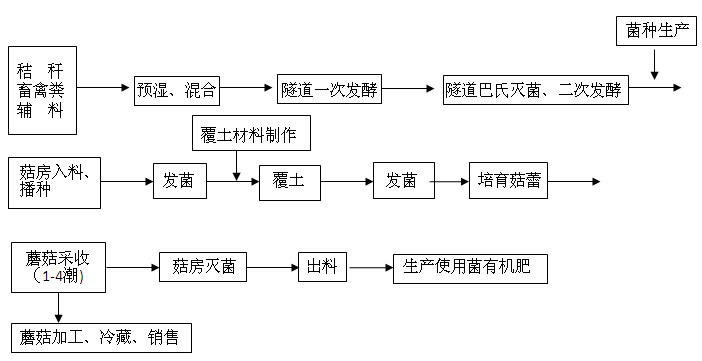 菌种生产
秸 秆
畜禽粪
辅 料
预湿、混合
隧道一次发酵
隧道巴氏灭菌、二次发酵
覆土材料制作
菇房入料、
播种
发菌
覆土
发菌
培育菇蕾
蘑菇采收
（1-4潮)
菇房灭菌
出料
生产使用菌有机肥
蘑菇加工、冷藏、销售